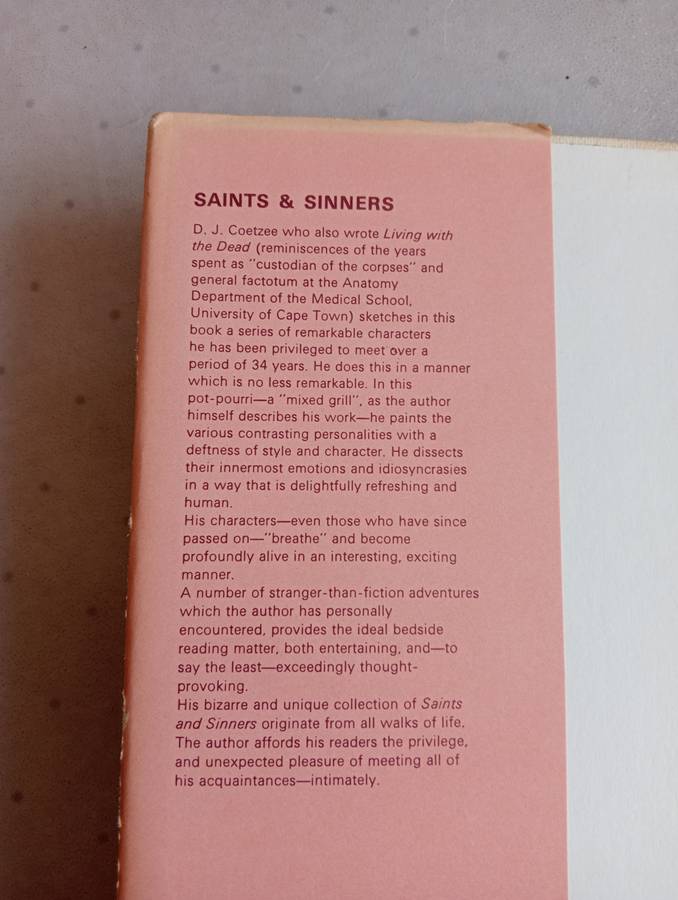 SAINTS & SINNERS
D. J. Coetzee who also wrote Living with
the Dead (reminiscences of the years
spent as "custodian of the corpses" and
general factotum at the Anatomy
Department of the Medical School,
University of Cape Town) sketches in this
book a series of remarkable characters
he has been privileged to meet over a
period of 34 years. He does this in a manner
which is no less remarkable. In this
pot-pourri—a "mixed grill", as the author
himself describes his work—he paints the
various contrasting personalities with a
deftness of style and character. He dissects
their innermost emotions and idiosyncrasies
in a way that is delightfully refreshing and
human.
His characters—even those who have since
passed on—"breathe" and become
profoundly alive in an interesting, exciting
manner.
A number of stranger-than-fiction adventures
which the author has personally
encountered, provides the ideal bedside
reading matter, both entertaining, and—to
say the least—exceedingly thought-
provoking.
His bizarre and unique collection of Saints
and Sinners originate from all walks of life.
The author affords his readers the privilege,
and unexpected pleasure of meeting all of
his acquaintances—intimately.